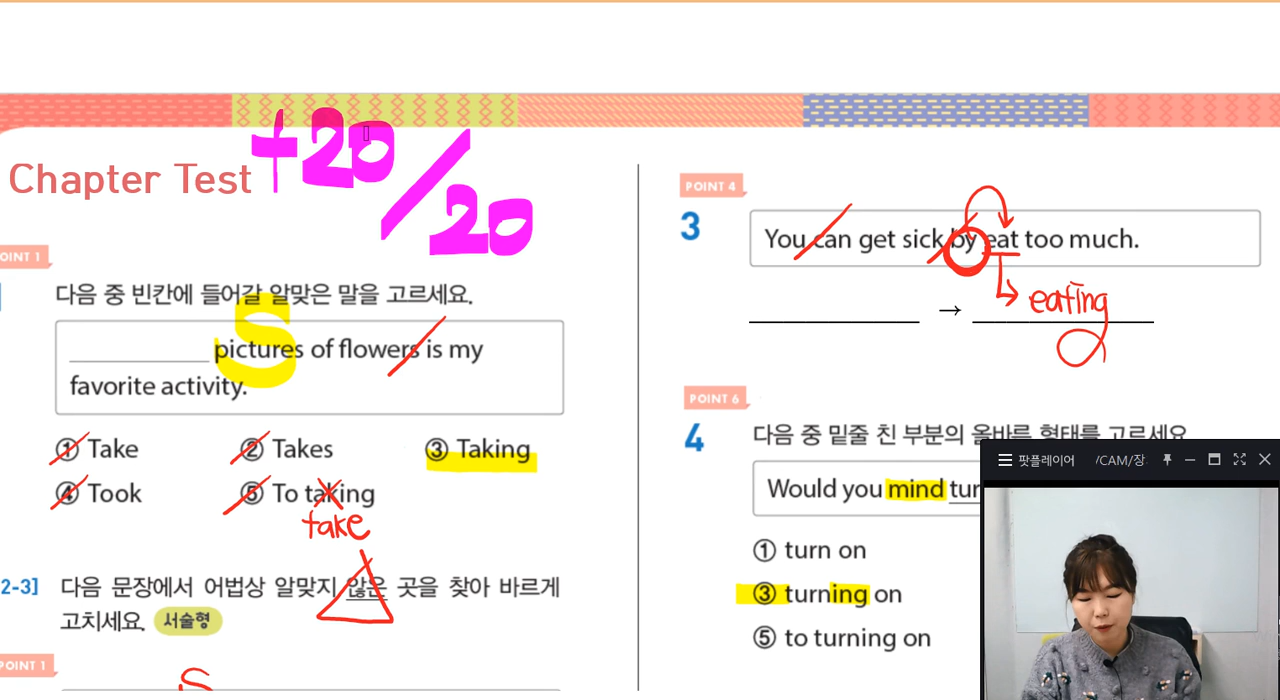 +20/20
Chapter Test
POINT 1
다음 중 빈칸에 들어갈 알맞은 말을 고르세요.
S
____________ pictures of flowers is my
favorite activity.
① Take
② Takes
③ Taking
④ Took
⑤ To taking
take
2-3] 다음 문장에서 어법상 알맞지 않은 곳을 찾아 바르게
고치세요. 서술형
POINT 1
S
POINT 4
3
You can get sick by eat too much.
eating
____________ → ____________
POINT 6
4 다음 중 밑줄 친 부분의 올바른 형태를 고르세요
Would you mind tur
① turn on
③ turning on
⑤ to turning on
팟플레이어 /CAM/장